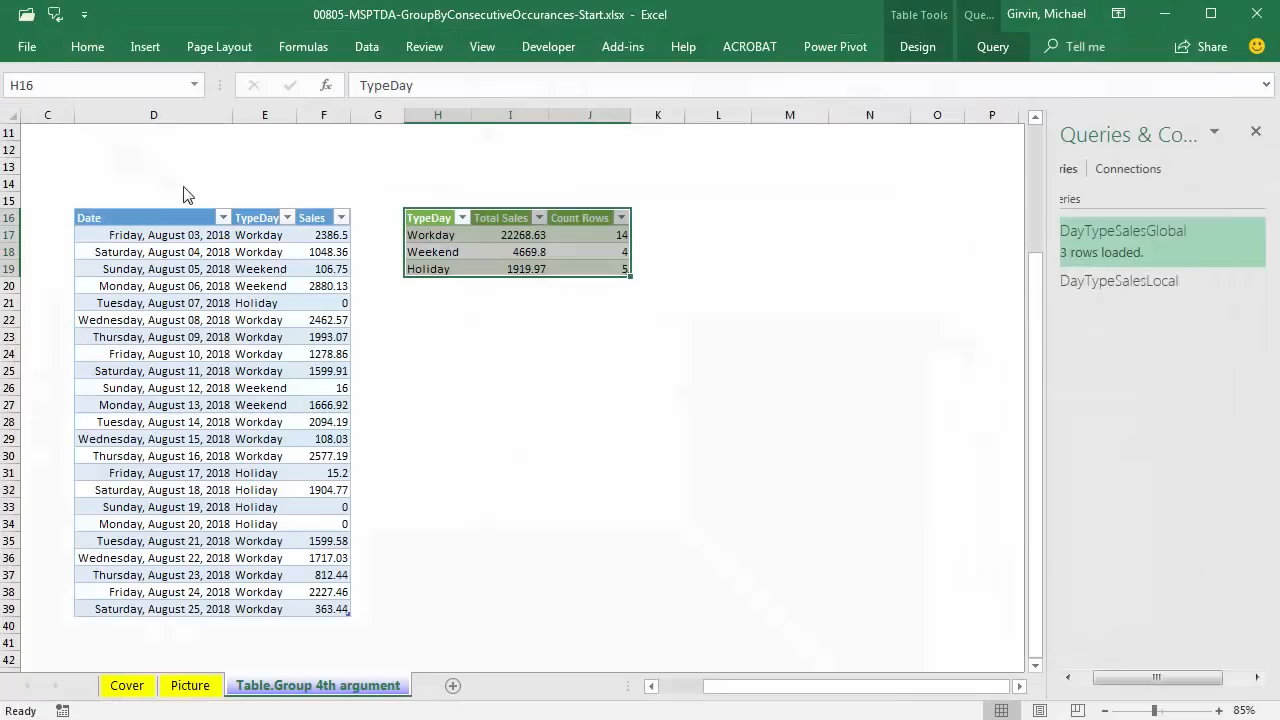 00805-MSPTDA-GroupByConsecutiveOccurances-Start.xlsx - Excel
Table Tools
Que...
Girvin, Michael
File Home Insert Page Layout Formulas Data Review View Developer Add-ins Help ACROBAT Power Pivot Design Query Tell me Share
H16 fx TypeDay
C D E F G H I J K L M N O P
Queries & Co...
ries Connections
eries
DayTypeSalesGlobal
3 rows loaded.
DayTypeSalesLocal
11
12
13
14
15
16 Date TypeDay Sales TypeDay Total Sales Count Rows
17 Friday, August 03, 2018 Workday 2386.5 Workday 22268.63 14
18 Saturday, August 04, 2018 Workday 1048.36 Weekend 4669.8 4
19 Sunday, August 05, 2018 Weekend 106.75 Holiday 1919.97 5
20 Monday, August 06, 2018 Weekend 2880.13
21 Tuesday, August 07, 2018 Holiday 0
22 Wednesday, August 08, 2018 Workday 2462.57
23 Thursday, August 09, 2018 Workday 1993.07
24 Friday, August 10, 2018 Workday 1278.86
25 Saturday, August 11, 2018 Workday 1599.91
26 Sunday, August 12, 2018 Weekend 16
27 Monday, August 13, 2018 Weekend 1666.92
28 Tuesday, August 14, 2018 Workday 2094.19
29 Wednesday, August 15, 2018 Workday 108.03
30 Thursday, August 16, 2018 Workday 2577.19
31 Friday, August 17, 2018 Holiday 15.2
32 Saturday, August 18, 2018 Holiday 1904.77
33 Sunday, August 19, 2018 Holiday 0
34 Monday, August 20, 2018 Holiday 0
35 Tuesday, August 21, 2018 Workday 1599.58
36 Wednesday, August 22, 2018 Workday 1717.03
37 Thursday, August 23, 2018 Workday 812.44
38 Friday, August 24, 2018 Workday 2227.46
39 Saturday, August 25, 2018 Workday 363.44
40
41
42
Cover Picture Table.Group 4th argument
Ready 85%